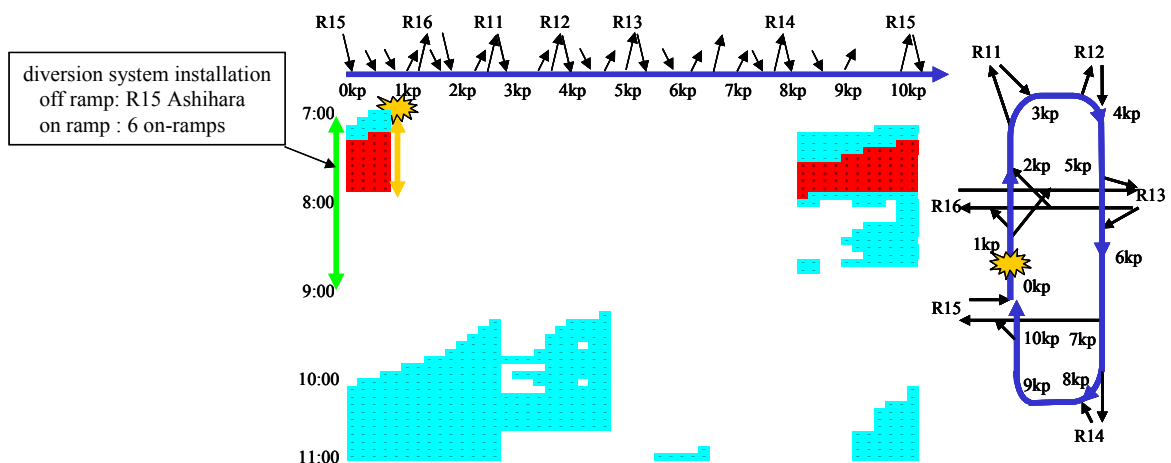 diversion system installation
off ramp: R15 Ashihara
on ramp : 6 on-ramps
R15 R16 R11 R12 R13 R14 R15
0kp 1kp 2kp 3kp 4kp 5kp 6kp 7kp 8kp 9kp 10kp
7:00
8:00
9:00
10:00
11:00
R11 R12
3kp 4kp
2kp 5kp
R16 R13
1kp 6kp
0kp
R15
10kp 7kp
9kp 8kp
R14